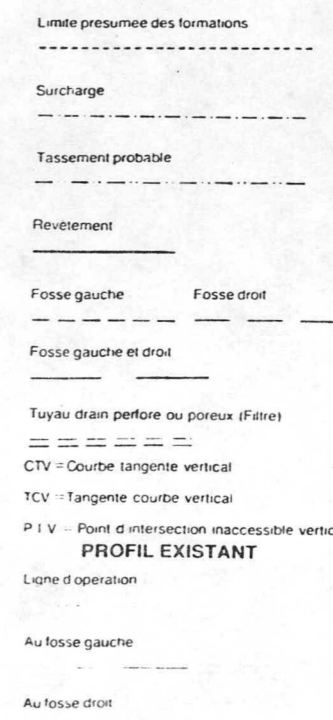 Limite presumee des formations
Surcharge
Tassement probable
Revêtement
Fosse gauche Fosse droit
Fosse gauche et droit
Tuyau drain perfore ou poreux (Filtre)
CTV = Courbe tangente vertical
TCV = Tangente courbe vertical
P I V - Point d intersection inaccessible
PROFIL EXISTANT
Ligne d operation
Au fosse gauche
Au fosse droit